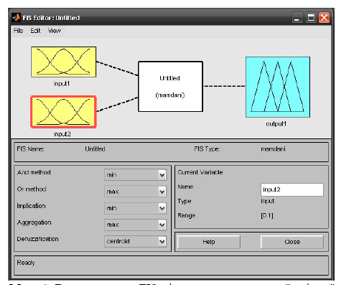 FIS Editor: Untitled
File Edit View
input1
input2
Untitled
(mamdani)
output1
FIS Name: Untitled FIS Type: mamdani
And method min
Or method max
Implication min
Aggregation max
Defuzzification centroid
Current Variable
Name input2
Type input
Range [0 1]
Help Close
Ready